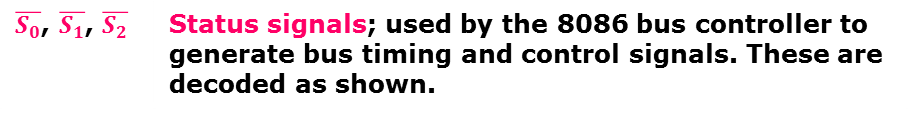 S̅₀, S̅₁, S̅₂ Status signals; used by the 8086 bus controller to
generate bus timing and control signals. These are
decoded as shown.